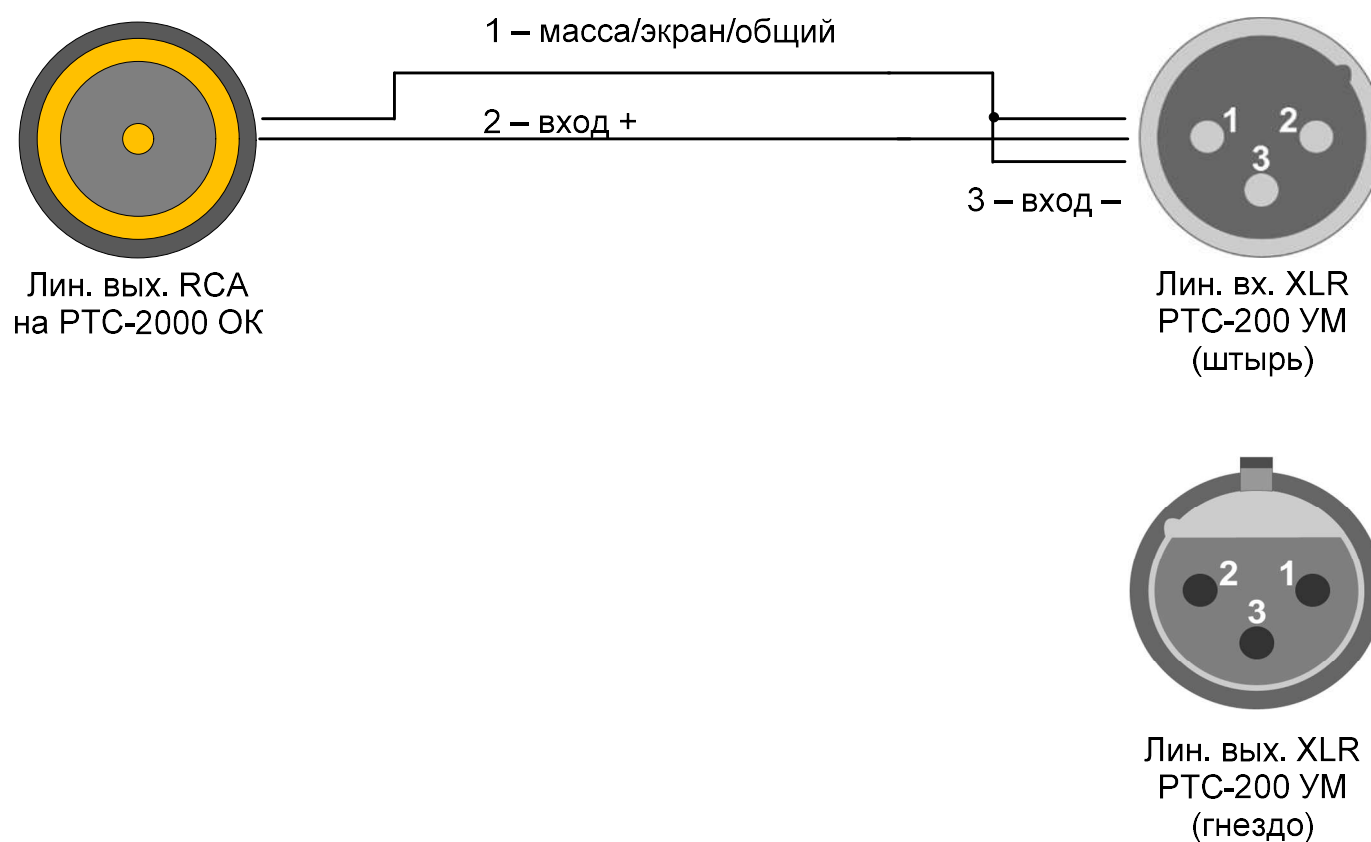 1 – масса/экран/общий
2 – вход +
3 – вход –
1 2
3
Лин. вых. RCA
на РТС-2000 ОК
Лин. вх. XLR
РТС-200 УМ
(штырь)
2 1
3
Лин. вых. XLR
РТС-200 УМ
(гнездо)